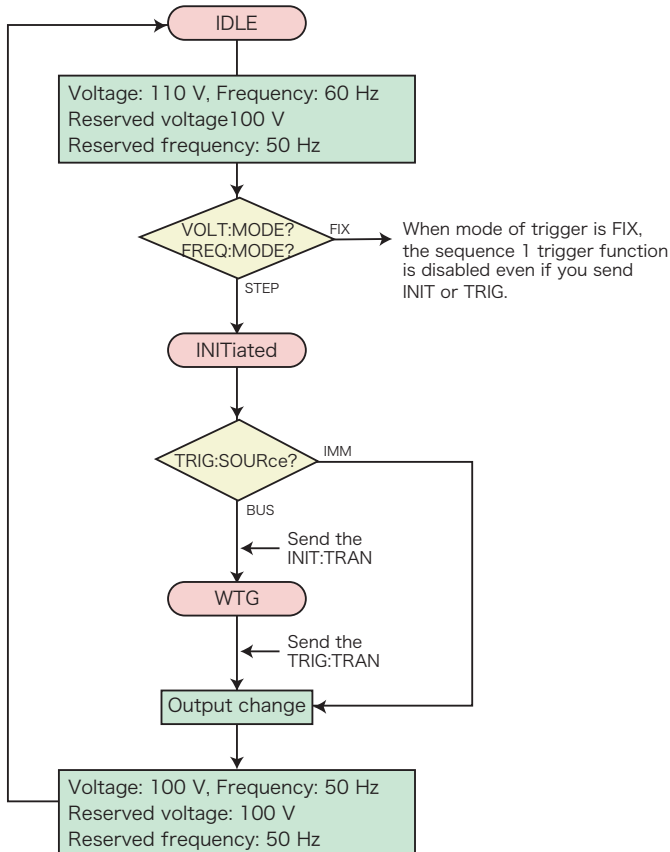 IDLE
Voltage: 110 V, Frequency: 60 Hz
Reserved voltage100 V
Reserved frequency: 50 Hz
VOLT:MODE?
FREQ:MODE?
FIX
When mode of trigger is FIX,
the sequence 1 trigger function
is disabled even if you send
INIT or TRIG.
STEP
INITiated
TRIG:SOURce?
IMM
BUS
Send the
INIT:TRAN
WTG
Send the
TRIG:TRAN
Output change
Voltage: 100 V, Frequency: 50 Hz
Reserved voltage: 100 V
Reserved frequency: 50 Hz